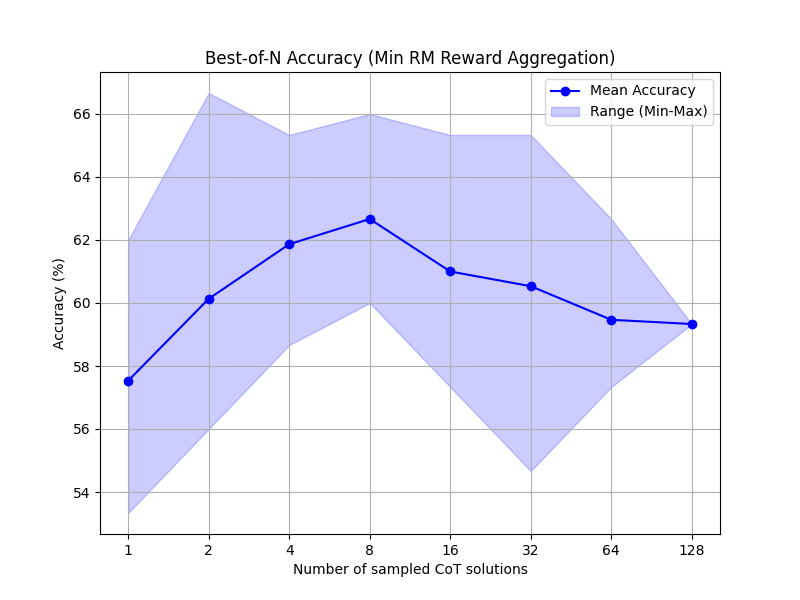 Best-of-N Accuracy (Min RM Reward Aggregation)
Mean Accuracy
Range (Min-Max)
Accuracy (%)
66
64
62
60
58
56
54
1 2 4 8 16 32 64 128
Number of sampled CoT solutions